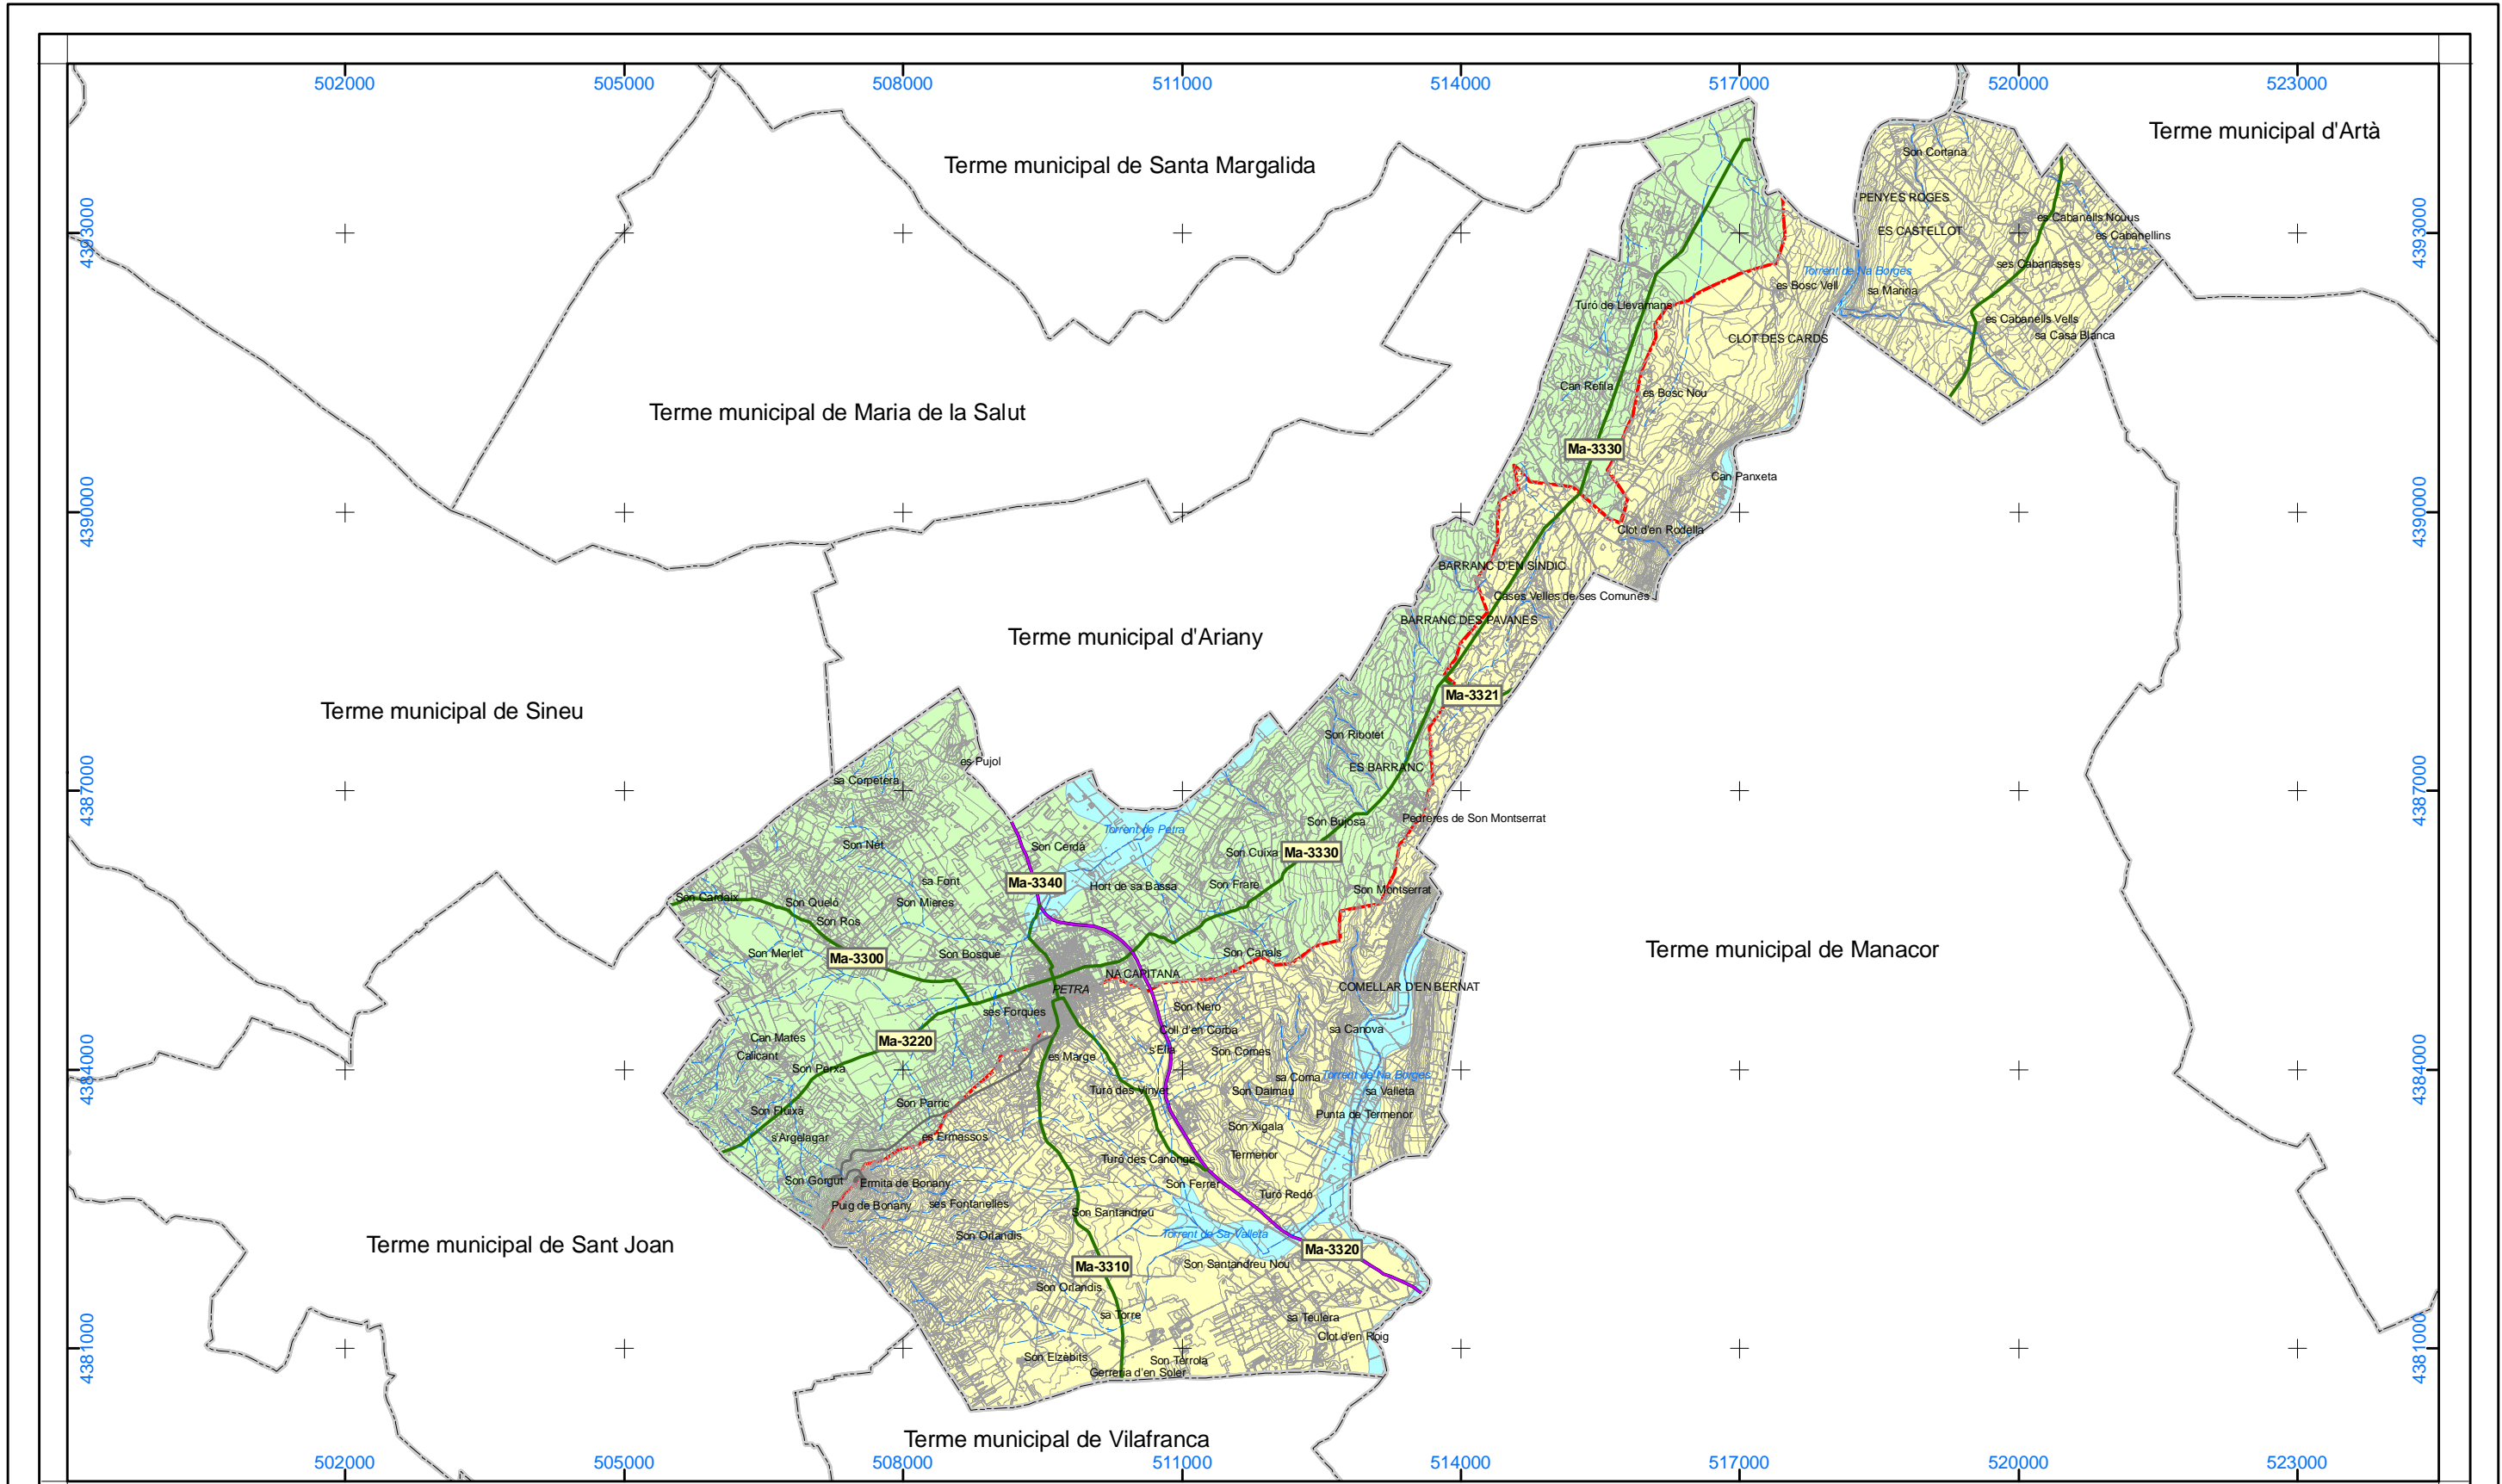 502000 505000 508000 511000 514000 517000 520000 523000
Terme municipal d'Artà
Terme municipal de Santa Margalida
Son Cortana
PENYES ROGES
es Cabanells Nous
ES CASTELLOT
es Cabanellins
4393000
4393000
ses Cabanasses
Torrent de Na Borges
es Bosc Vell
sa Marina
Turó de Llevamans
es Cabanells Vells
CLOT DES CARDS
sa Casa Blanca
Can Refila
es Bosc Nou
Terme municipal de Maria de la Salut
Ma-3330
Can Panxeta
4390000
4390000
Clot d'en Rodella
BARRANC D'EN SÍNDIC
Cases Velles de ses Comunes
BARRANC DES PAVANES
Terme municipal d'Ariany
Ma-3321
Terme municipal de Sineu
Son Ribotet
es Pujol
ES BARRANC
sa Corpetera
4387000
4387000
Pedreres de Son Montserrat
Son Bujosa
Torrent de Petra
Son Net
Son Cerdà
Son Cuixa
Ma-3330
sa Font
Ma-3340
Hort de sa Bassa
Son Frare
Son Montserrat
Son Cardaix
Son Queló
Son Mieres
Son Ros
Terme municipal de Manacor
Son Merlet
Ma-3300
Son Bosquè
Son Canals
NA CAPITANA
PETRA
COMELLAR D'EN BERNAT
Son Nero
ses Forques
Coll d'en Corba
sa Canova
Can Mates
Ma-3220
Calicant
es Marge
s'Ella
Son Comes
4384000
4384000
Son Perxa
sa Coma
Torrent de Na Borges
Turó des Vinyer
Son Dalmau
sa Valleta
Son Parric
Son Fluixà
Punta de Termenor
Son Xigala
s'Argelagar
es Ermassos
Turó des Canonge
Termenor
Son Gorgut
Ermita de Bonany
Son Ferrer
Turó Redó
Puig de Bonany
ses Fontanelles
Son Santandreu
Son Orlandis
Torrent de Sa Valleta
Terme municipal de Sant Joan
Ma-3320
Ma-3310
Son Santandreu Nou
Son Orlandis
sa Torre
sa Teulera
Clot d'en Roig
4381000
4381000
Son Elzèbits
Son Terrola
Gerreria d'en Soler
Terme municipal de Vilafranca
502000 505000 508000 511000 514000 517000 520000 523000